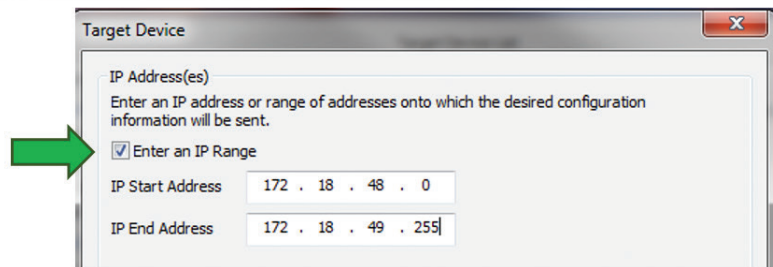 Target Device
IP Address(es)
Enter an IP address or range of addresses onto which the desired configuration
information will be sent.
Enter an IP Range
IP Start Address 172 . 18 . 48 . 0
IP End Address 172 . 18 . 49 . 255